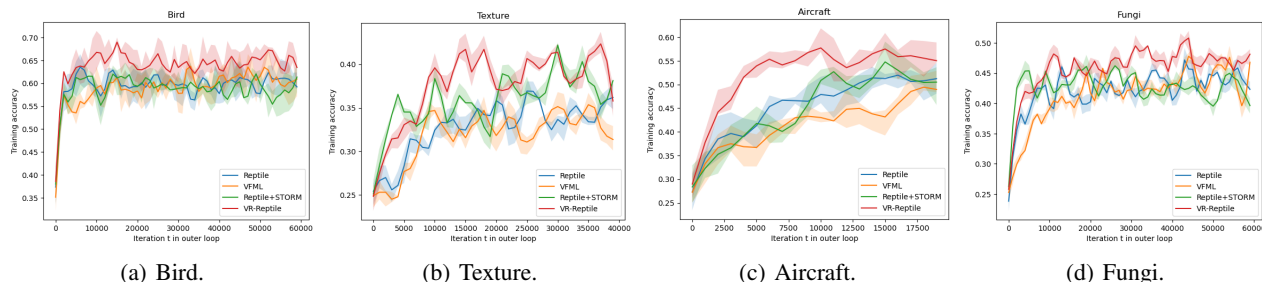 Bird
Training accuracy
0.70
0.65
0.60
0.55
0.50
0.45
0.40
0.35
0 10000 20000 30000 40000 50000 60000
Iteration t in outer loop
Reptile
VFML
Reptile+STORM
VR-Reptile
(a) Bird.
Texture
Training accuracy
0.40
0.35
0.30
0.25
0 5000 10000 15000 20000 25000 30000 35000 40000
Iteration t in outer loop
Reptile
VFML
Reptile+STORM
VR-Reptile
(b) Texture.
Aircraft
Training accuracy
0.60
0.55
0.50
0.45
0.40
0.35
0.30
0.25
0 2500 5000 7500 10000 12500 15000 17500
Iteration t in outer loop
Reptile
VFML
Reptile+STORM
VR-Reptile
(c) Aircraft.
Fungi
Training accuracy
0.50
0.45
0.40
0.35
0.30
0.25
0.20
0 10000 20000 30000 40000 50000 60000
Iteration t in outer loop
Reptile
VFML
Reptile+STORM
VR-Reptile
(d) Fungi.